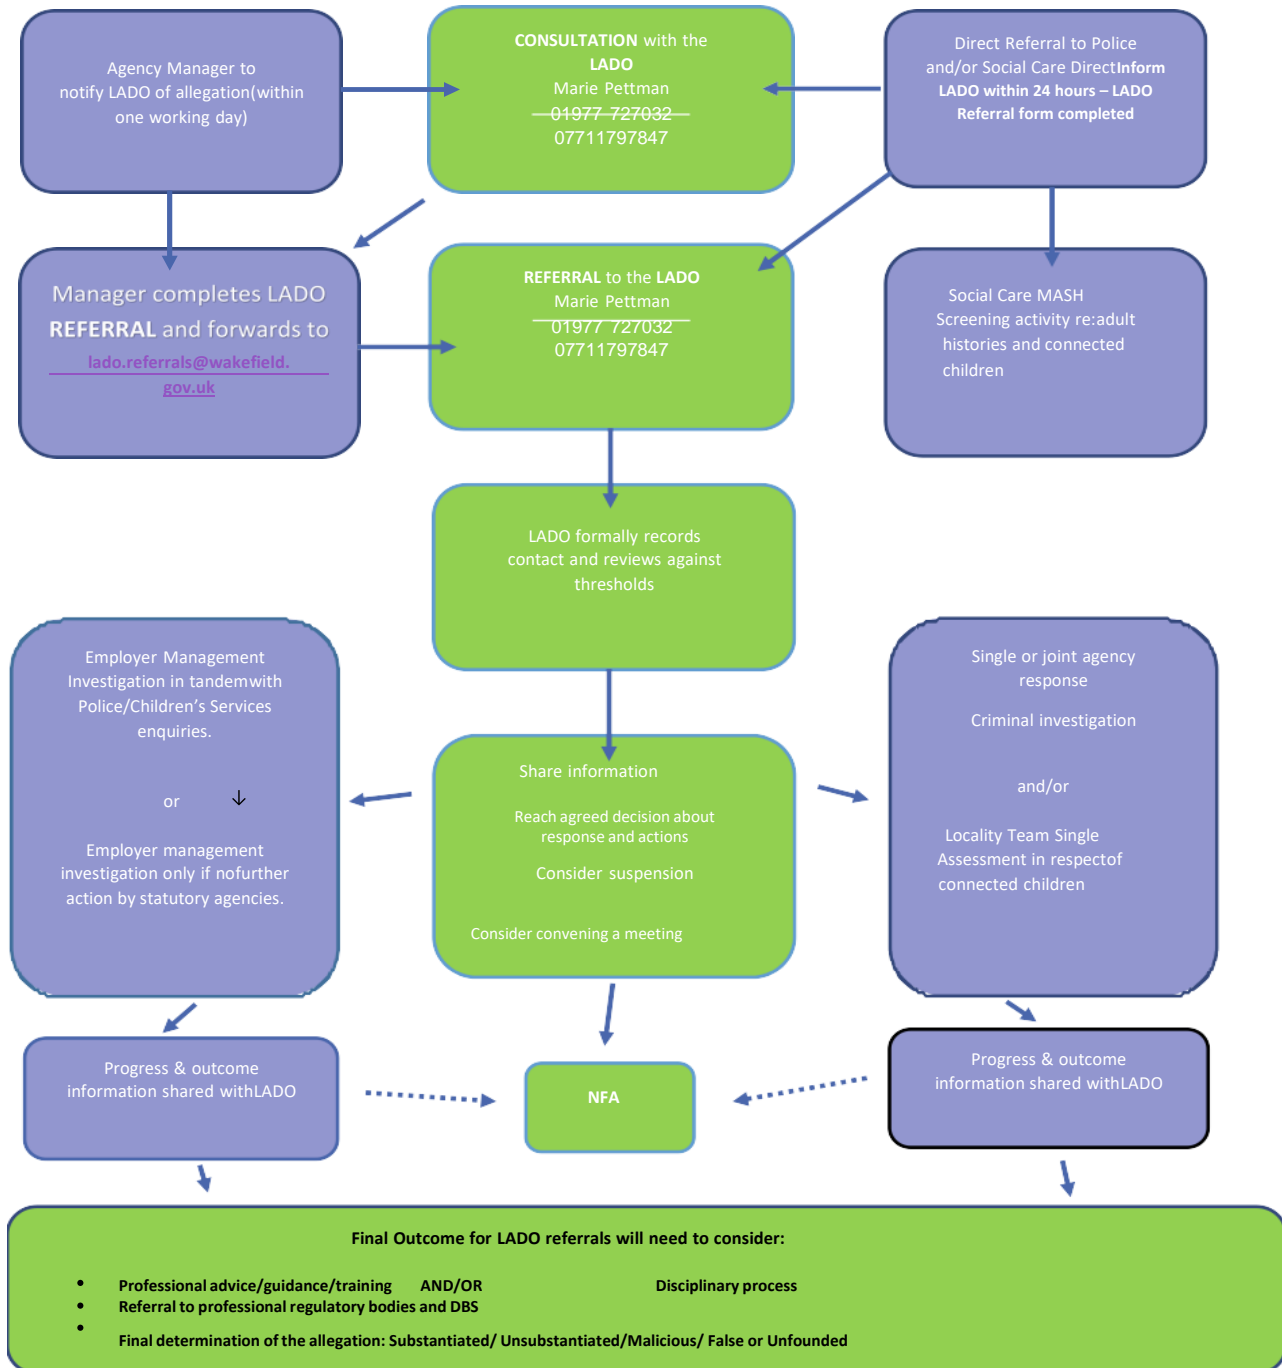 Agency Manager to
notify LADO of allegation(within
one working day)
CONSULTATION with the
LADO
Marie Pettman
01977 727032
07711797847
Direct Referral to Police
and/or Social Care DirectInform
LADO within 24 hours – LADO
Referral form completed
Manager completes LADO
REFERRAL and forwards to
lado.referrals@wakefield.
gov.uk
REFERRAL to the LADO
Marie Pettman
01977 727032
07711797847
Social Care MASH
Screening activity re:adult
histories and connected
children
LADO formally records
contact and reviews against
thresholds
Employer Management
Investigation in tandemwith
Police/Children’s Services
enquiries.
or ↓
Employer management
investigation only if nofurther
action by statutory agencies.
Share information
Reach agreed decision about
response and actions
Consider suspension
Consider convening a meeting
Single or joint agency
response
Criminal investigation
and/or
Locality Team Single
Assessment in respectof
connected children
Progress & outcome
information shared withLADO
NFA
Progress & outcome
information shared withLADO
Final Outcome for LADO referrals will need to consider:
• Professional advice/guidance/training AND/OR Disciplinary process
• Referral to professional regulatory bodies and DBS
• Final determination of the allegation: Substantiated/ Unsubstantiated/Malicious/ False or Unfounded